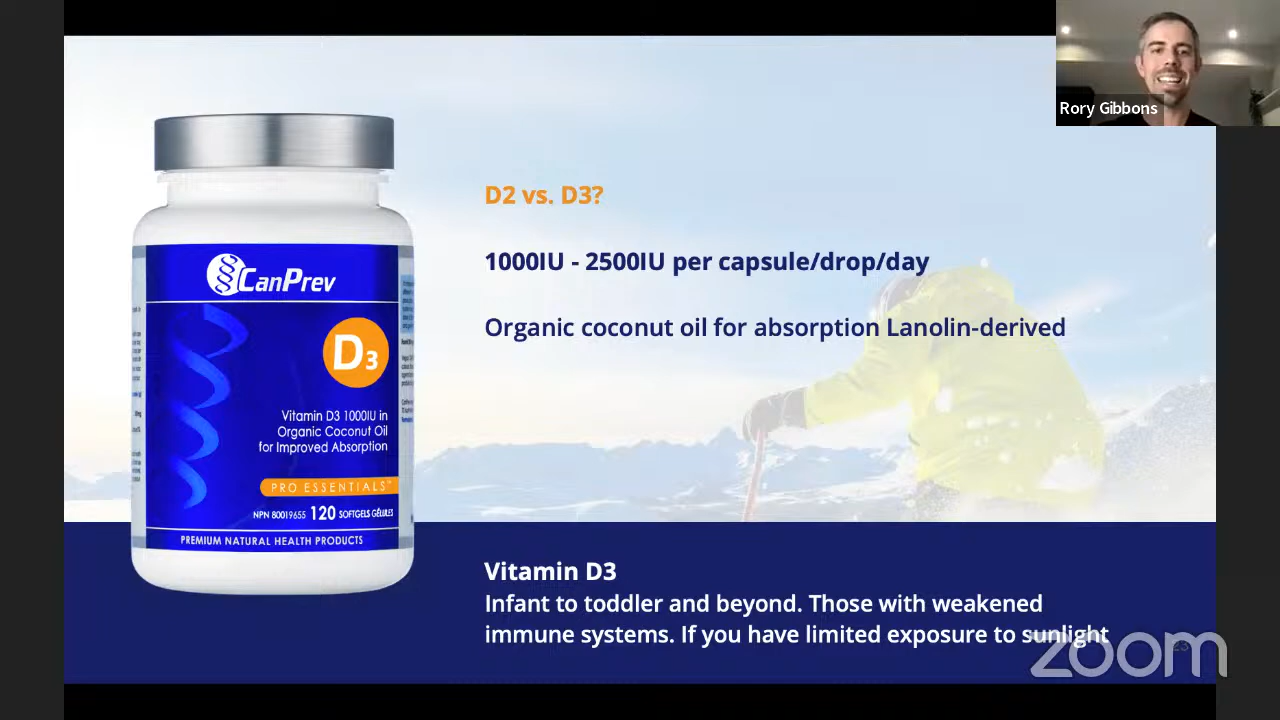 Rory Gibbons
D2 vs. D3?
1000IU - 2500IU per capsule/drop/day
Organic coconut oil for absorption Lanolin-derived
CanPrev
D3
Vitamin D3 1000IU in
Organic Coconut Oil
for Improved Absorption
PRO ESSENTIALS™
NPN 80019655 120 SOFTGELS GÉLULES
PREMIUM NATURAL HEALTH PRODUCTS
Vitamin D3
Infant to toddler and beyond. Those with weakened
immune systems. If you have limited exposure to sunlight
zoom